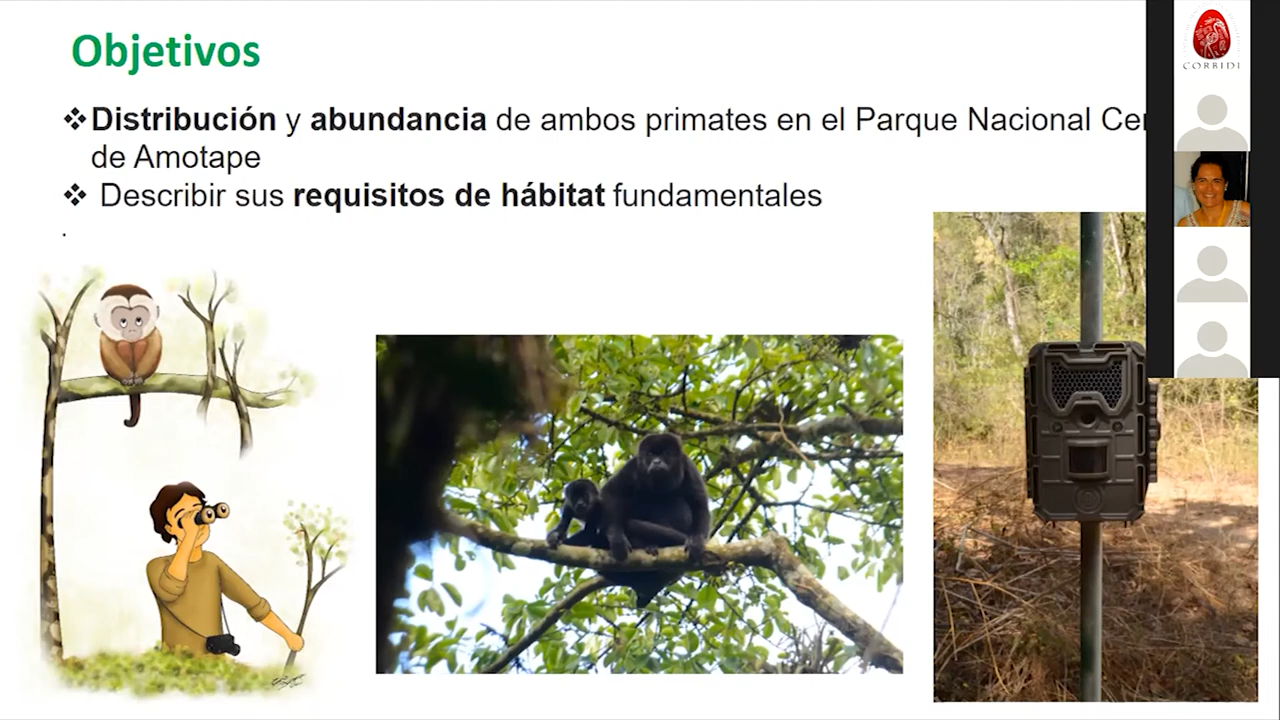 Objetivos
❖Distribución y abundancia de ambos primates en el Parque Nacional
de Amotape
❖ Describir sus requisitos de hábitat fundamentales
.
CORBIDI